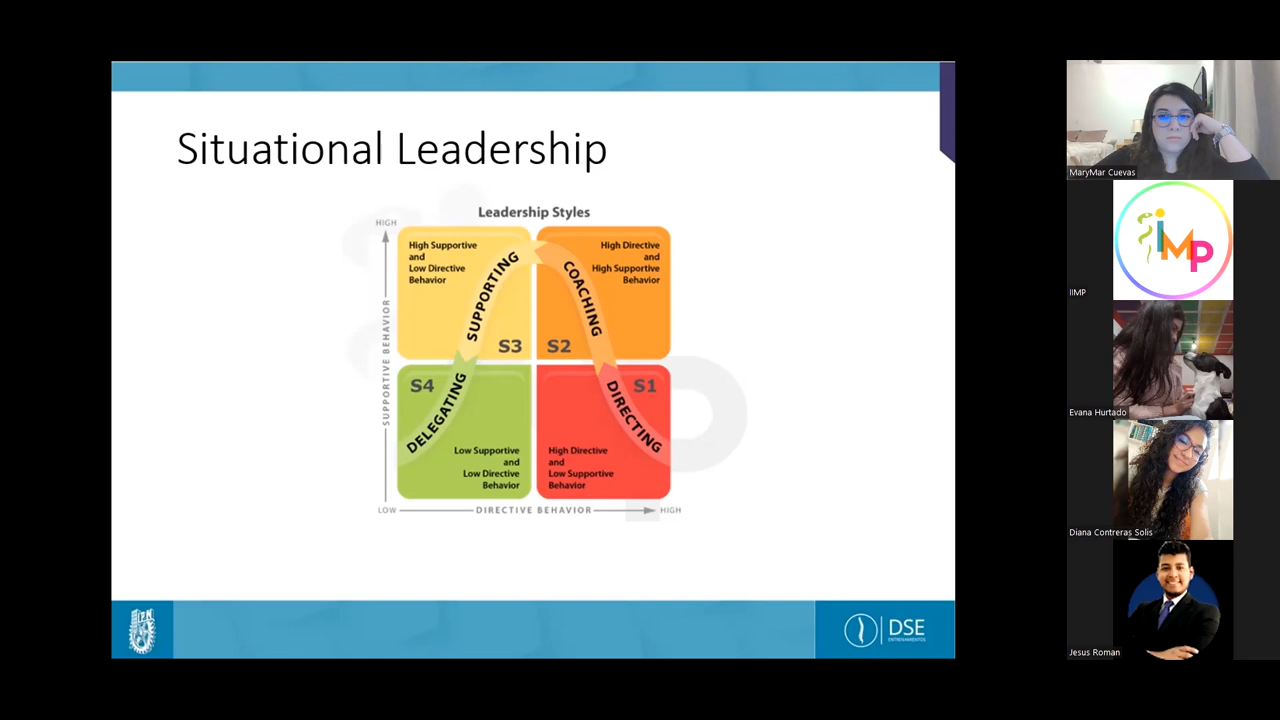 Situational Leadership
Leadership Styles
HIGH
SUPPORTIVE BEHAVIOR
High Supportive
and
Low Directive
Behavior
SUPPORTING
S3
High Directive
and
High Supportive
Behavior
COACHING
S2
S4
DELEGATING
Low Supportive
and
Low Directive
Behavior
S1
DIRECTING
High Directive
and
Low Supportive
Behavior
LOW
DIRECTIVE BEHAVIOR
HIGH
DSE
ENTRENAMIENTOS
MaryMar Cuevas
iMP
IIMP
Evana Hurtado
Diana Contreras Solis
Jesus Roman